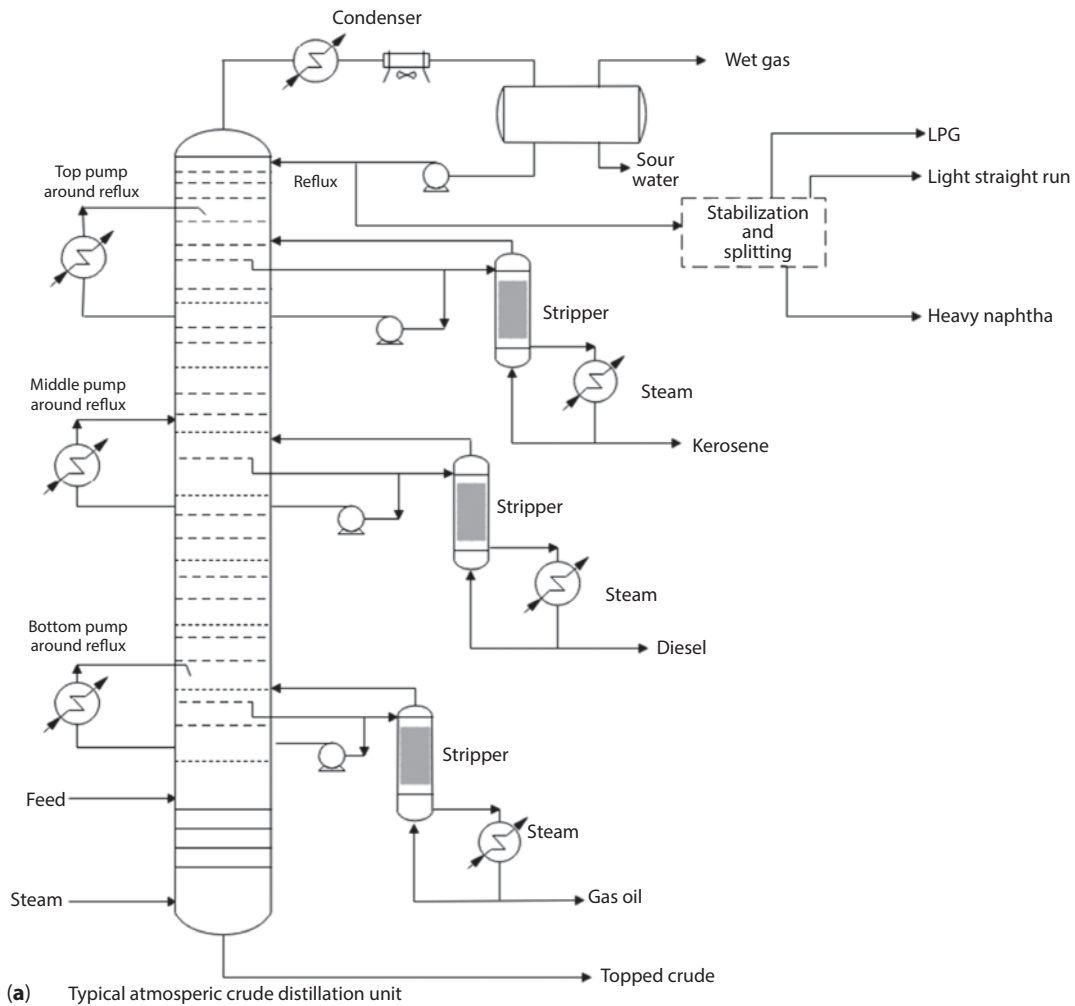 Condenser
Wet gas
LPG
Sour
water
Light straight run
Top pump
around reflux
Reflux
Stabilization
and
splitting
Stripper
Heavy naphtha
Middle pump
around reflux
Steam
Kerosene
Stripper
Steam
Bottom pump
around reflux
Diesel
Stripper
Feed
Steam
Steam
Gas oil
Topped crude
(a) Typical atmosperic crude distillation unit